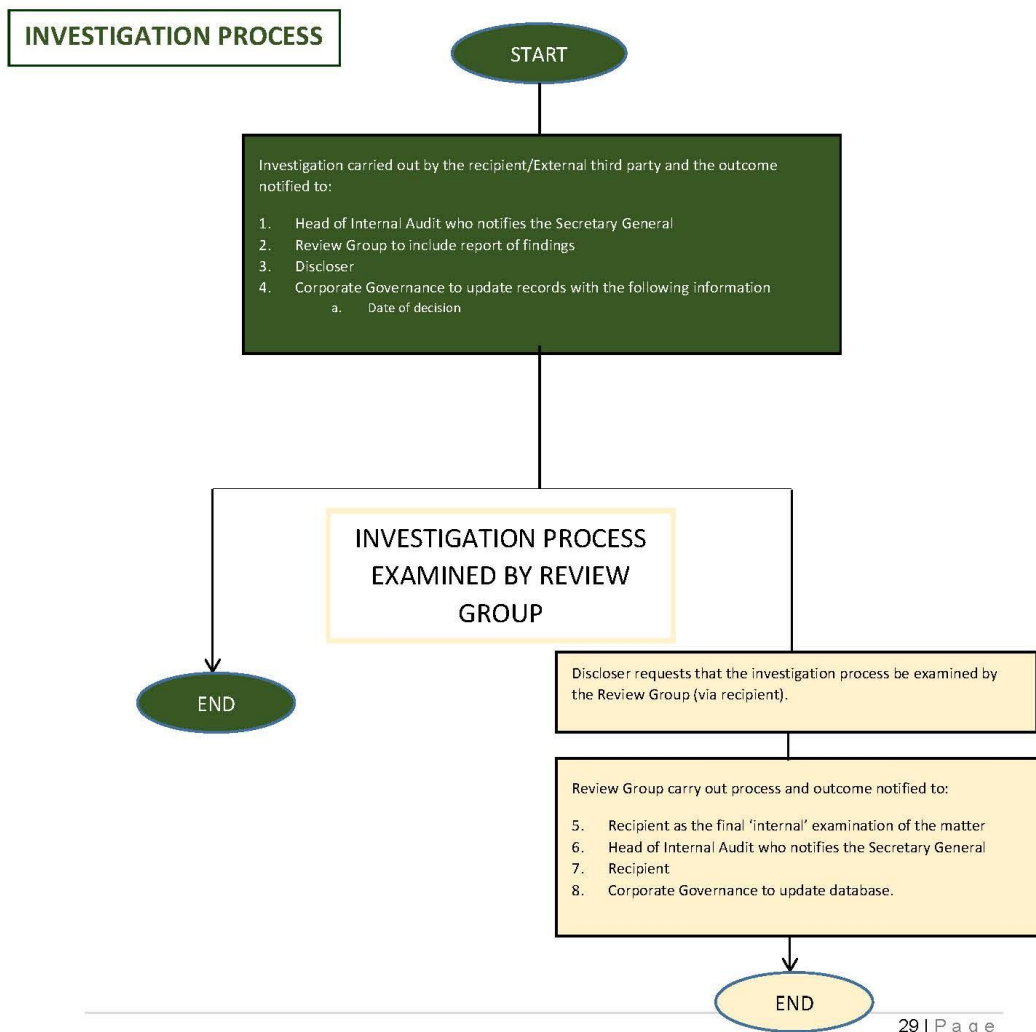 INVESTIGATION PROCESS
START
Investigation carried out by the recipient/External third party and the outcome
notified to:
1. Head of Internal Audit who notifies the Secretary General
2. Review Group to include report of findings
3. Discloser
4. Corporate Governance to update records with the following information
a. Date of decision
INVESTIGATION PROCESS
EXAMINED BY REVIEW
GROUP
END
Discloser requests that the investigation process be examined by
the Review Group (via recipient).
Review Group carry out process and outcome notified to:
5. Recipient as the final ‘internal’ examination of the matter
6. Head of Internal Audit who notifies the Secretary General
7. Recipient
8. Corporate Governance to update database.
END
29 | P a g e